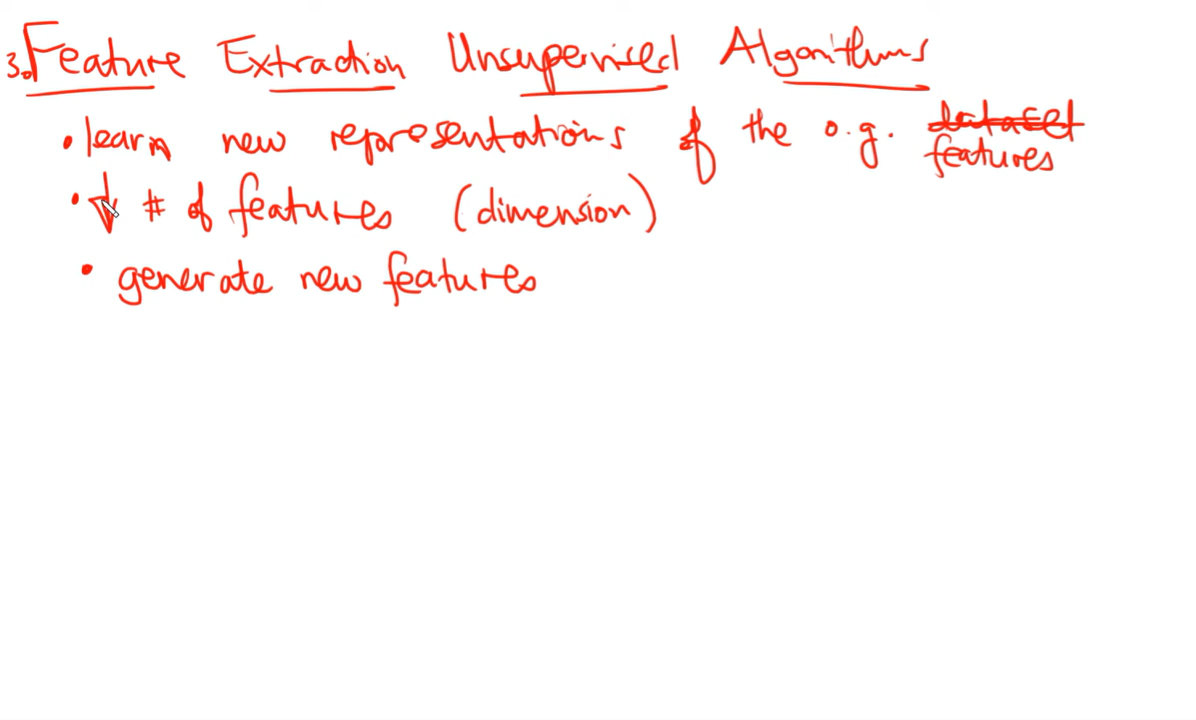 3. Feature Extraction Unsupervised Algorithms
• learn new representations of the o.g. dataset
features
• ↓ # of features (dimension)
• generate new features